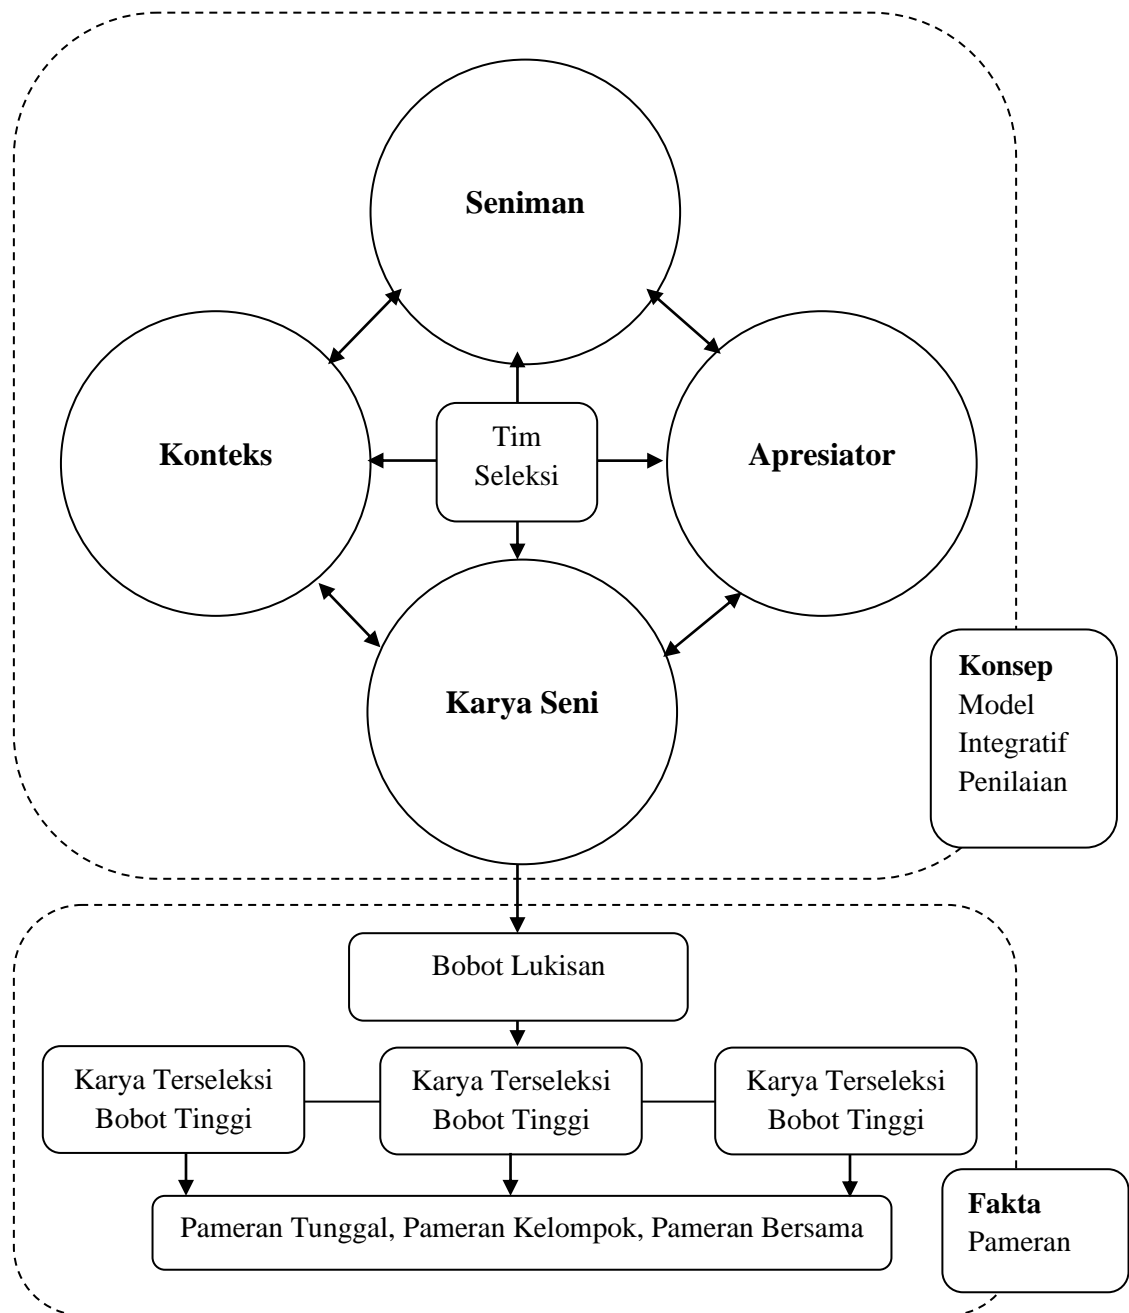 Seniman
Konteks
Tim
Seleksi
Apresiator
Karya Seni
Konsep
Model
Integratif
Penilaian
Bobot Lukisan
Karya Terseleksi
Bobot Tinggi
Karya Terseleksi
Bobot Tinggi
Karya Terseleksi
Bobot Tinggi
Pameran Tunggal, Pameran Kelompok, Pameran Bersama
Fakta
Pameran